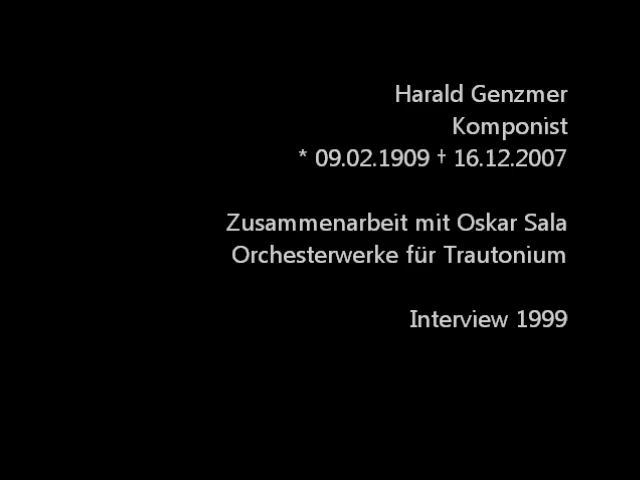 Harald Genzmer
Komponist
* 09.02.1909 † 16.12.2007
Zusammenarbeit mit Oskar Sala
Orchesterwerke für Trautonium
Interview 1999